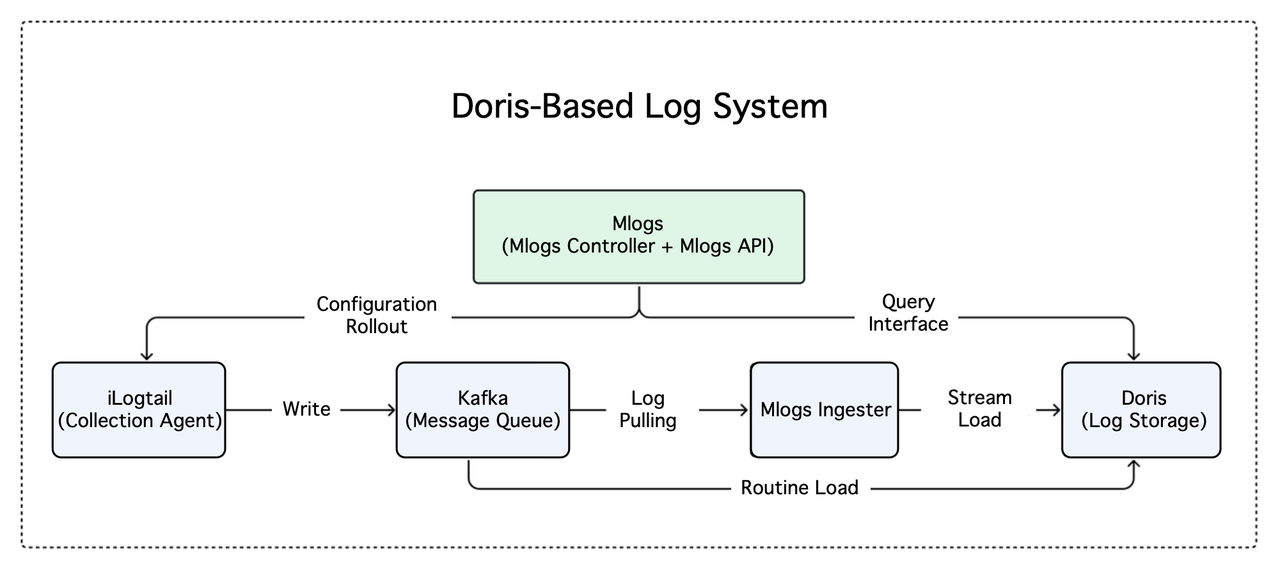 Doris-Based Log System
Mlogs
(Mlogs Controller + Mlogs API)
Configuration
Rollout
Query
Interface
iLogtail
(Collection Agent)
Write
Kafka
(Message Queue)
Log
Pulling
Mlogs Ingester
Stream
Load
Doris
(Log Storage)
Routine Load